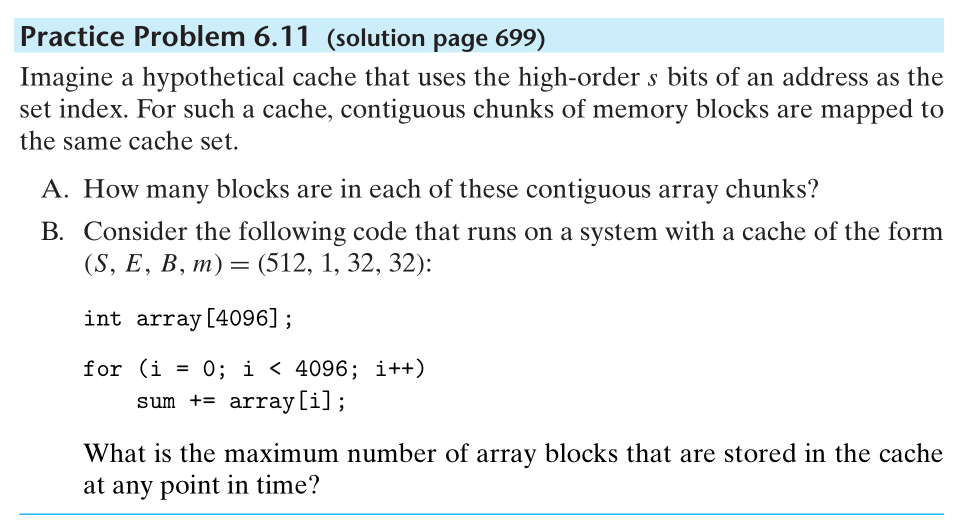 Practice Problem 6.11 (solution page 699)
Imagine a hypothetical cache that uses the high-order s bits of an address as the
set index. For such a cache, contiguous chunks of memory blocks are mapped to
the same cache set.
A. How many blocks are in each of these contiguous array chunks?
B. Consider the following code that runs on a system with a cache of the form
(S, E, B, m) = (512, 1, 32, 32):
int array[4096];
for (i = 0; i < 4096; i++)
sum += array[i];
What is the maximum number of array blocks that are stored in the cache
at any point in time?